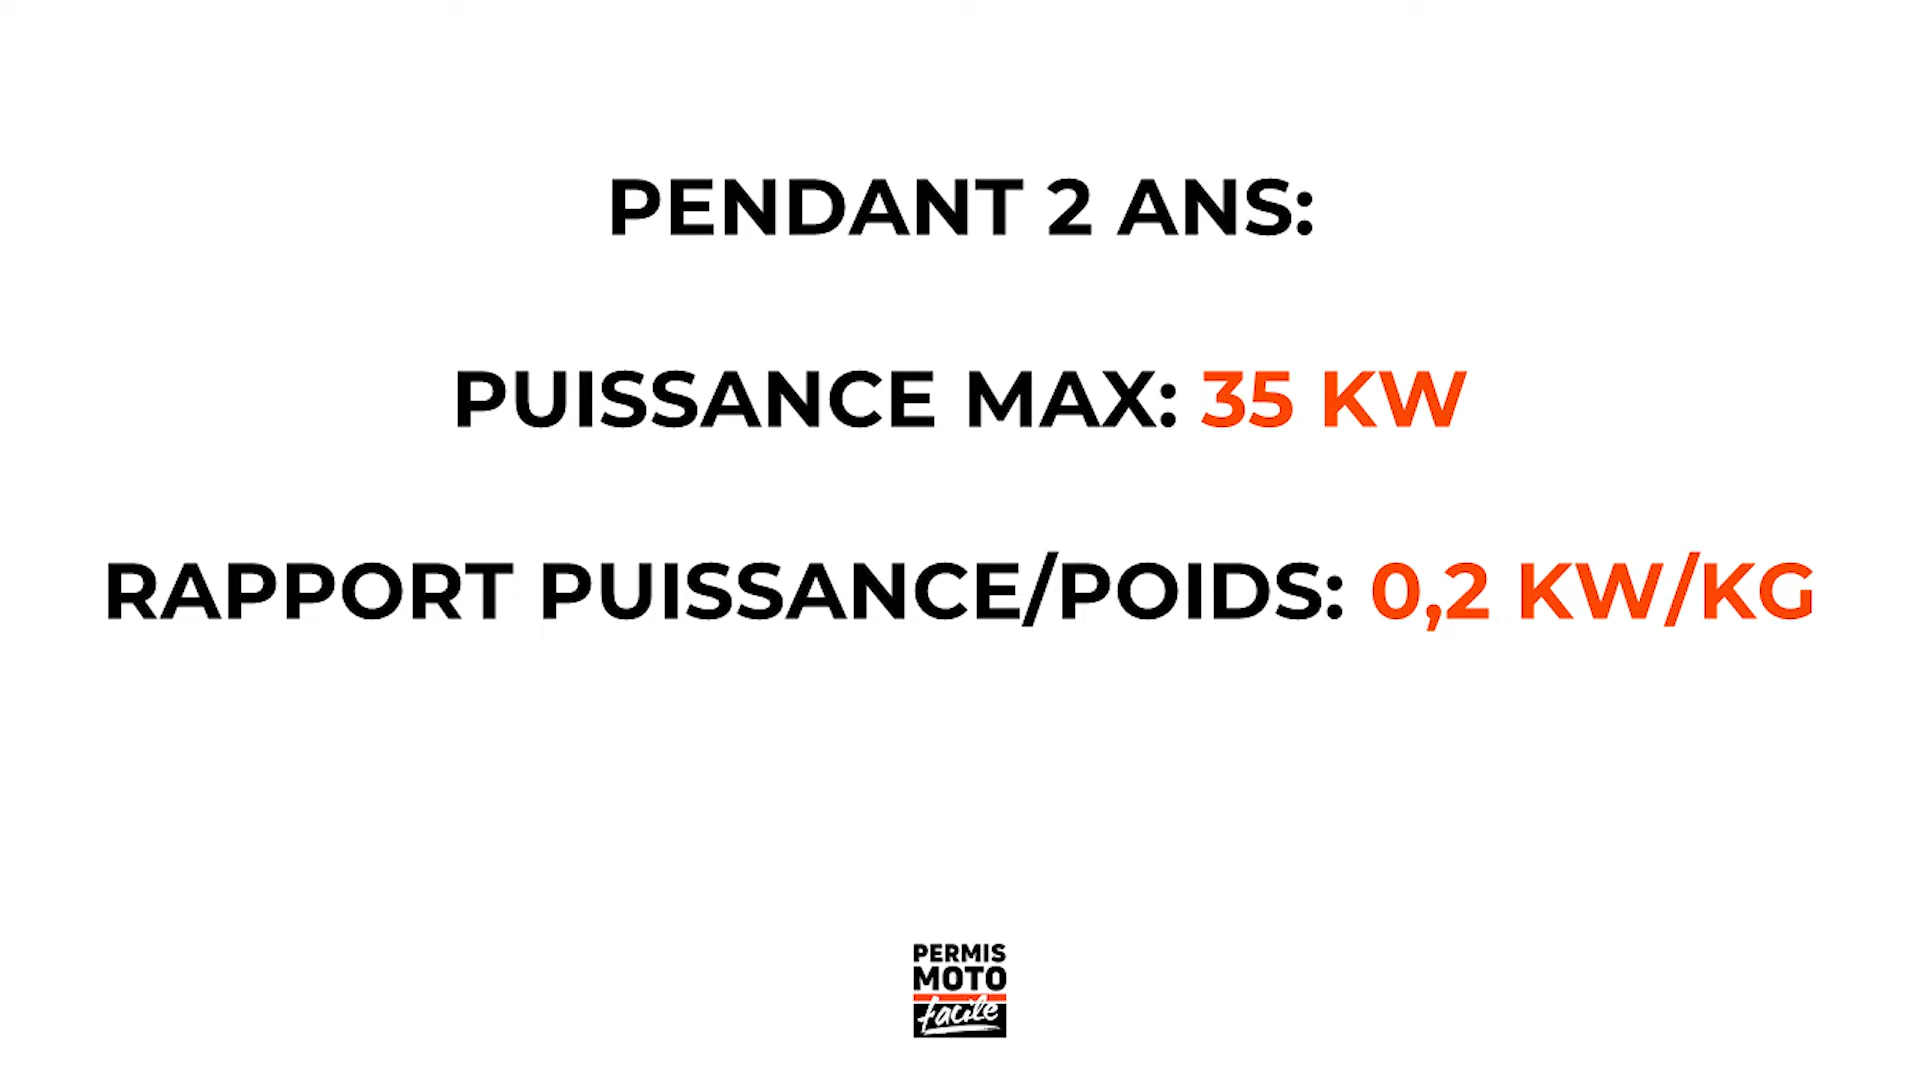 PENDANT 2 ANS:
PUISSANCE MAX: 35 KW
RAPPORT PUISSANCE/POIDS: 0,2 KW/KG
PERMIS
MOTO
facile